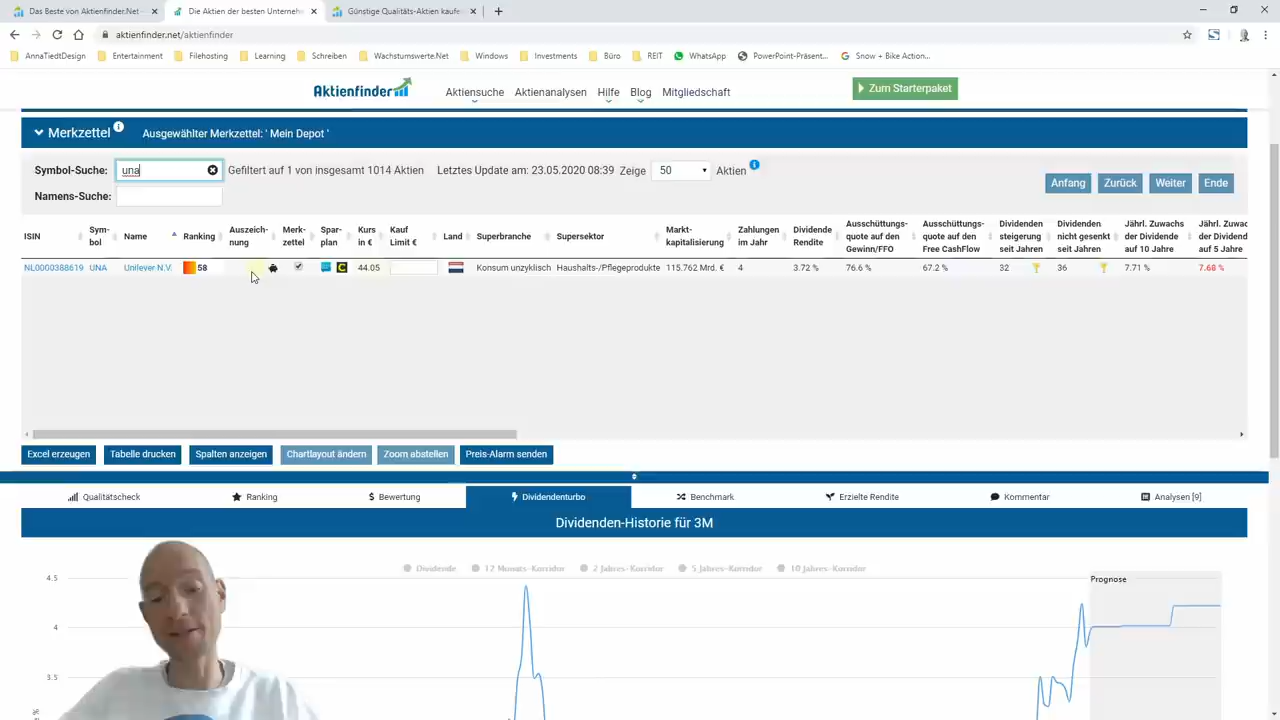 Das Beste von Aktienfinder.Net -
Die Aktien der besten Unterneh
Günstige Qualitäts-Aktien kaufe
aktienfinder.net/aktienfinder
AnnaTiedtDesign Entertainment Filehosting Learning Schreiben Wachstumswerte.Net Windows Investments Büro REIT WhatsApp PowerPoint-Präsent... Snow + Bike Action...
Aktienfinder
Aktiensuche Aktienanalysen Hilfe Blog Mitgliedschaft
Zum Starterpaket
Merkzettel Ausgewählter Merkzettel: ' Mein Depot '
Symbol-Suche: una Gefiltert auf 1 von insgesamt 1014 Aktien Letztes Update am: 23.05.2020 08:39 Zeige 50 Aktien
Namens-Suche:
Anfang Zurück Weiter Ende
ISIN
Sym-
bol
Name
Ranking
Auszeich-
nung
Merk-
zettel
Spar-
plan
Kurs
in €
Kauf
Limit €
Land
Superbranche
Supersektor
Markt-
kapitalisierung
Zahlungen
im Jahr
Dividende
Rendite
Ausschüttungs-
quote auf den
Gewinn/FFO
Ausschüttungs-
quote auf den
Free CashFlow
Dividenden
steigerung
seit Jahren
Dividenden
nicht gesenkt
seit Jahren
Jährl. Zuwachs
der Dividende
auf 10 Jahre
Jährl. Zuwac
der Dividend
auf 5 Jahre
NL0000388619 UNA Unilever N.V. 58 C 44.05 Konsum unzyklisch Haushalts-/Pflegeprodukte 115.762 Mrd. € 4 3.72 % 76.6 % 67.2 % 32 36 7.71 % 7.68 %
Excel erzeugen Tabelle drucken Spalten anzeigen Chartlayout ändern Zoom abstellen Preis-Alarm senden
Qualitätscheck Ranking $ Bewertung Dividendenturbo Benchmark Erzielte Rendite Kommentar Analysen [9]
Dividenden-Historie für 3M
Dividende 12 Monats-Korridor 2 Jahres-Korridor 5 Jahres-Korridor 10 Jahres-Korridor
Prognose
4.5
4
3.5
%